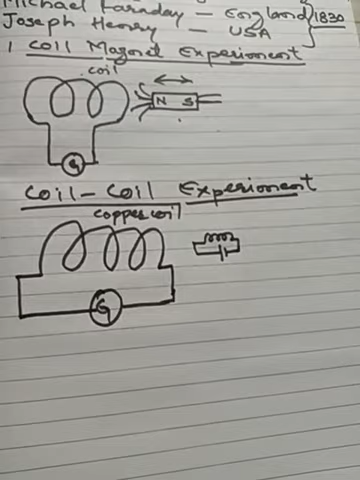 Michael Faraday - England } 1830
Joseph Henry - USA
1 Coil Magnet Experiment
coil
N S
G
Coil-Coil Experiment
copper coil
G